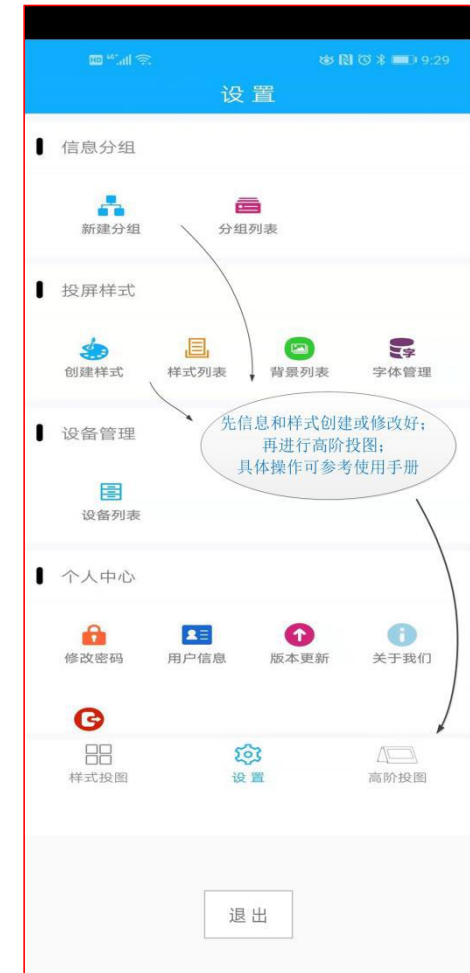 HD 46 9:29
设 置
信息分组
新建分组 分组列表
投屏样式
创建样式 样式列表 背景列表 字体管理
先信息和样式创建或修改好；
再进行高阶投图；
具体操作可参考使用手册
设备管理
设备列表
个人中心
修改密码 用户信息 版本更新 关于我们
样式投图 设 置 高阶投图
退 出